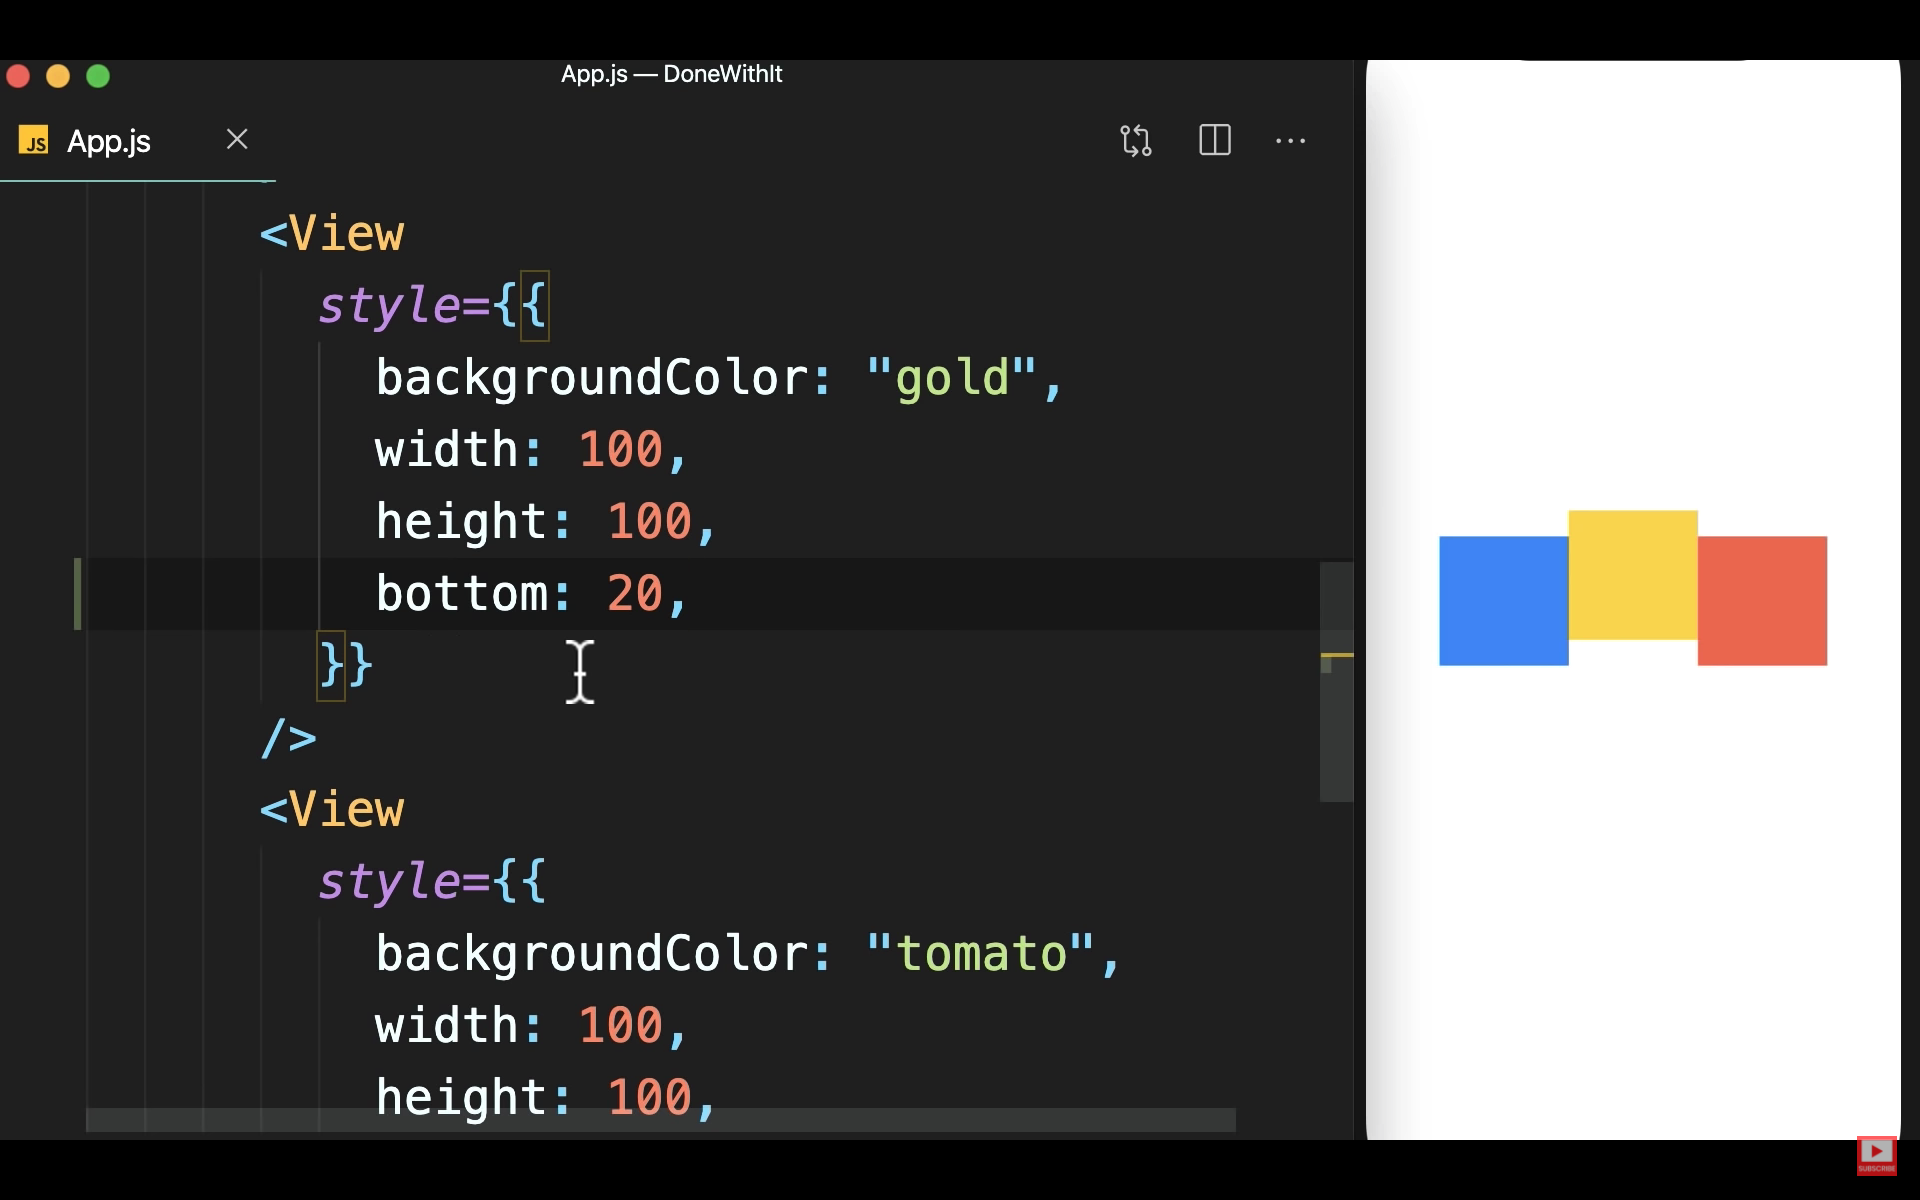 App.js — DoneWithIt
JS App.js
<View
style={{
backgroundColor: "gold",
width: 100,
height: 100,
bottom: 20,
}}
/>
<View
style={{
backgroundColor: "tomato",
width: 100,
height: 100,
SUBSCRIBE